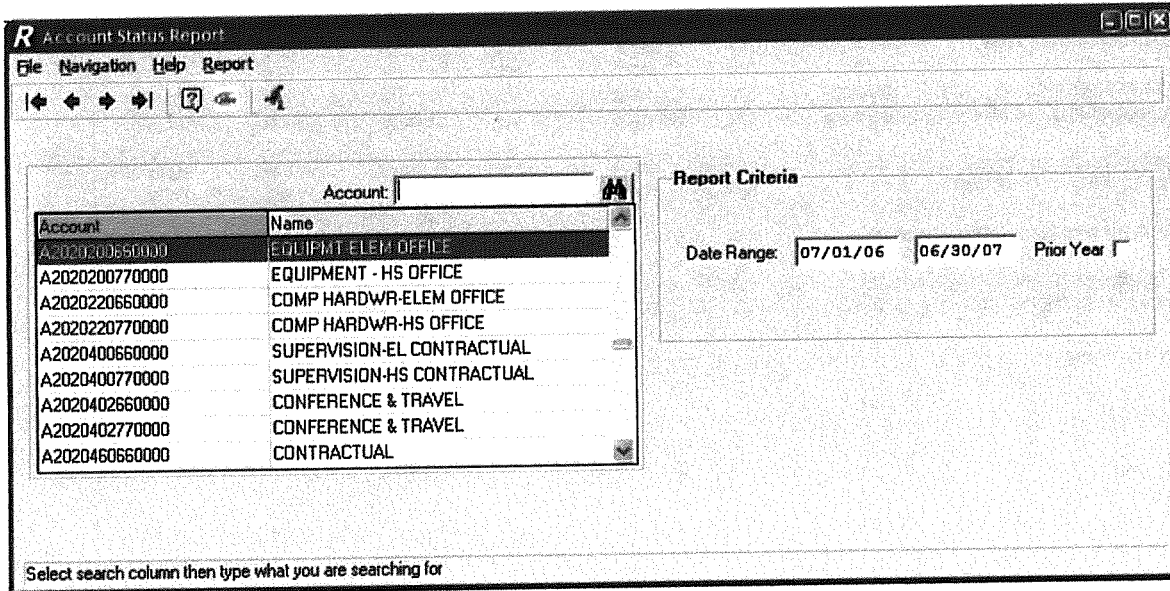 R Account Status Report
File Navigation Help Report
Account:
Report Criteria
Account Name
A2020200660000 EQUIPMT ELEM OFFICE
A2020200770000 EQUIPMENT - HS OFFICE
A2020220660000 COMP HARDWR-ELEM OFFICE
A2020220770000 COMP HARDWR-HS OFFICE
A2020400660000 SUPERVISION-EL CONTRACTUAL
A2020400770000 SUPERVISION-HS CONTRACTUAL
A2020402660000 CONFERENCE & TRAVEL
A2020402770000 CONFERENCE & TRAVEL
A2020460660000 CONTRACTUAL
Date Range: 07/01/06 06/30/07 Prior Year
Select search column then type what you are searching for